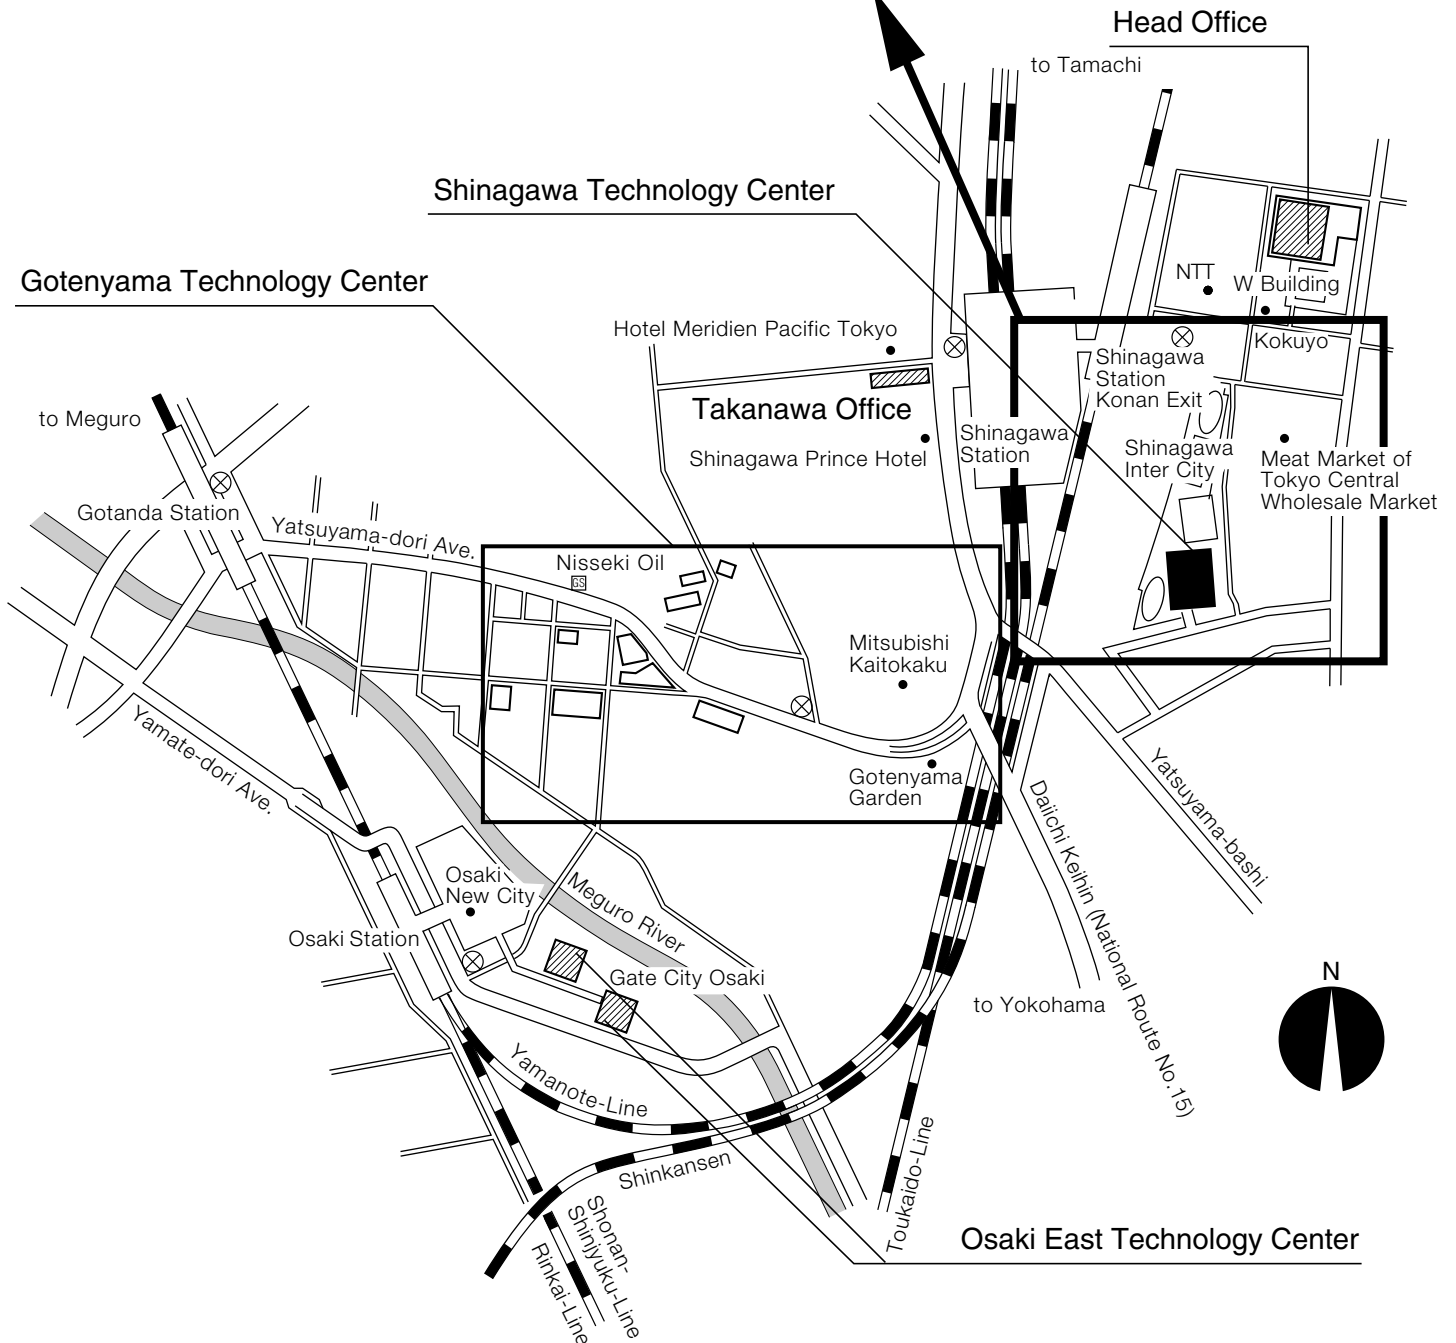 Head Office
to Tamachi
Shinagawa Technology Center
Gotenyama Technology Center
NTT
W Building
Hotel Meridien Pacific Tokyo
Kokuyo
Shinagawa
Station
Konan Exit
to Meguro
Takanawa Office
Shinagawa
Station
Shinagawa Prince Hotel
Shinagawa
Inter City
Meat Market of
Tokyo Central
Wholesale Market
Gotanda Station
Yatsuyama-dori Ave.
Nisseki Oil
GS
Mitsubishi
Kaitokaku
Yamate-dori Ave.
Gotenyama
Garden
Yatsuyama-bashi
Daiichi Keihin (National Route No.15)
Osaki
New City
Meguro River
Osaki Station
Gate City Osaki
to Yokohama
N
Yamanote-Line
Shinkansen
Toukaido-Line
Shonan-
Shinjyuku-Line
Rinkai-Line
Osaki East Technology Center